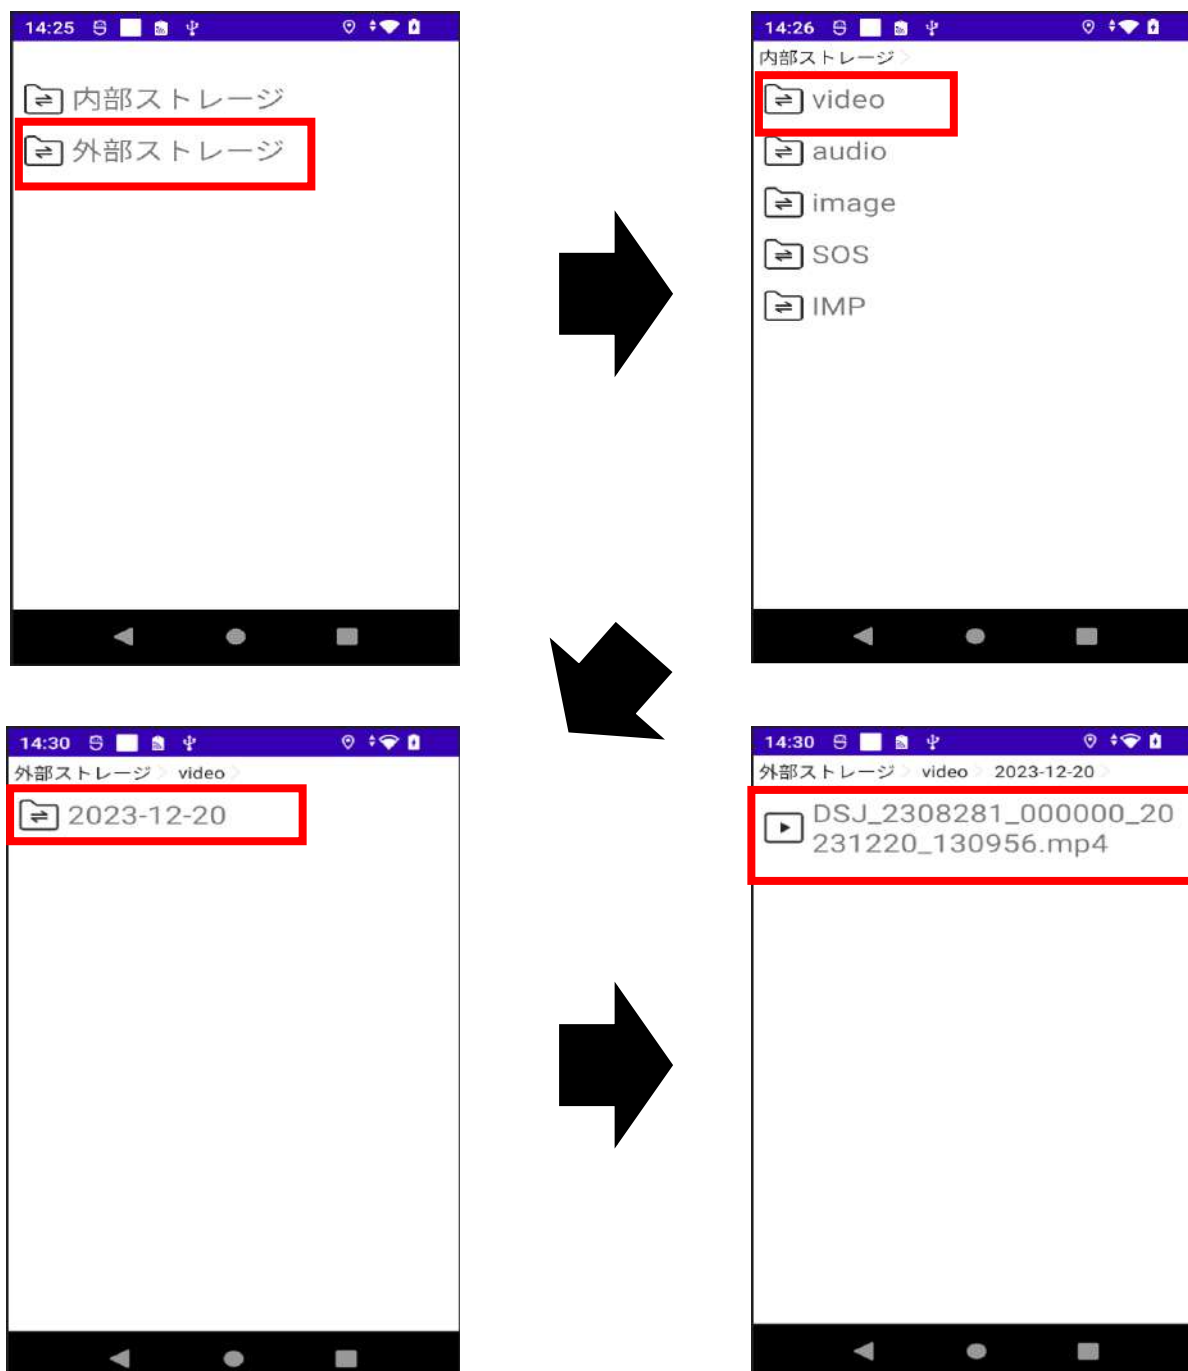 14:25
内部ストレージ
外部ストレージ
14:26
内部ストレージ
video
audio
image
SOS
IMP
14:30
外部ストレージ video
2023-12-20
14:30
外部ストレージ video 2023-12-20
DSJ_2308281_000000_20
231220_130956.mp4